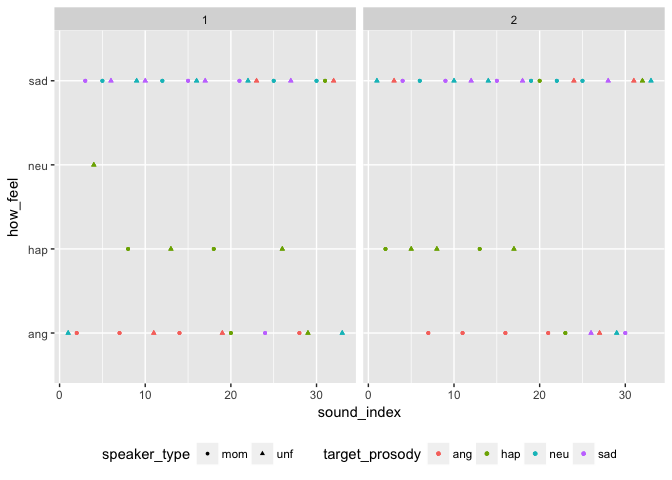 1 2
how_feel
sad
neu
hap
ang
0 10 20 30 0 10 20 30
sound_index
speaker_type mom unf target_prosody ang hap neu sad